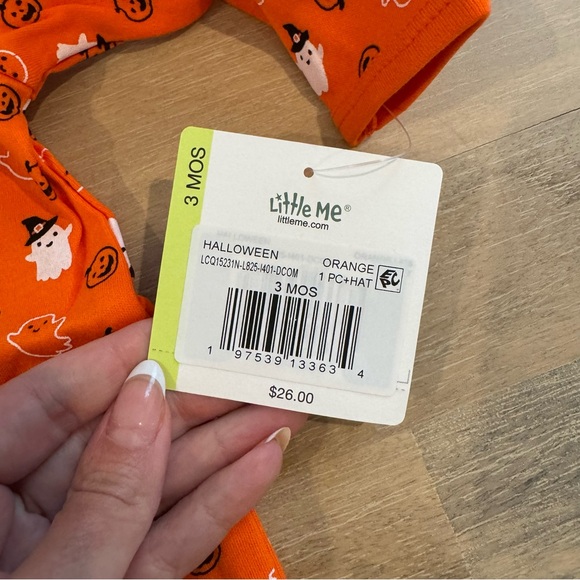 3 MOS
Little Me®
littleme.com
HALLOWEEN ORANGE
LCQ15231N-L825-I401-DCOM 1 PC+HAT
3 MOS
1 97539 13363 4
$26.00